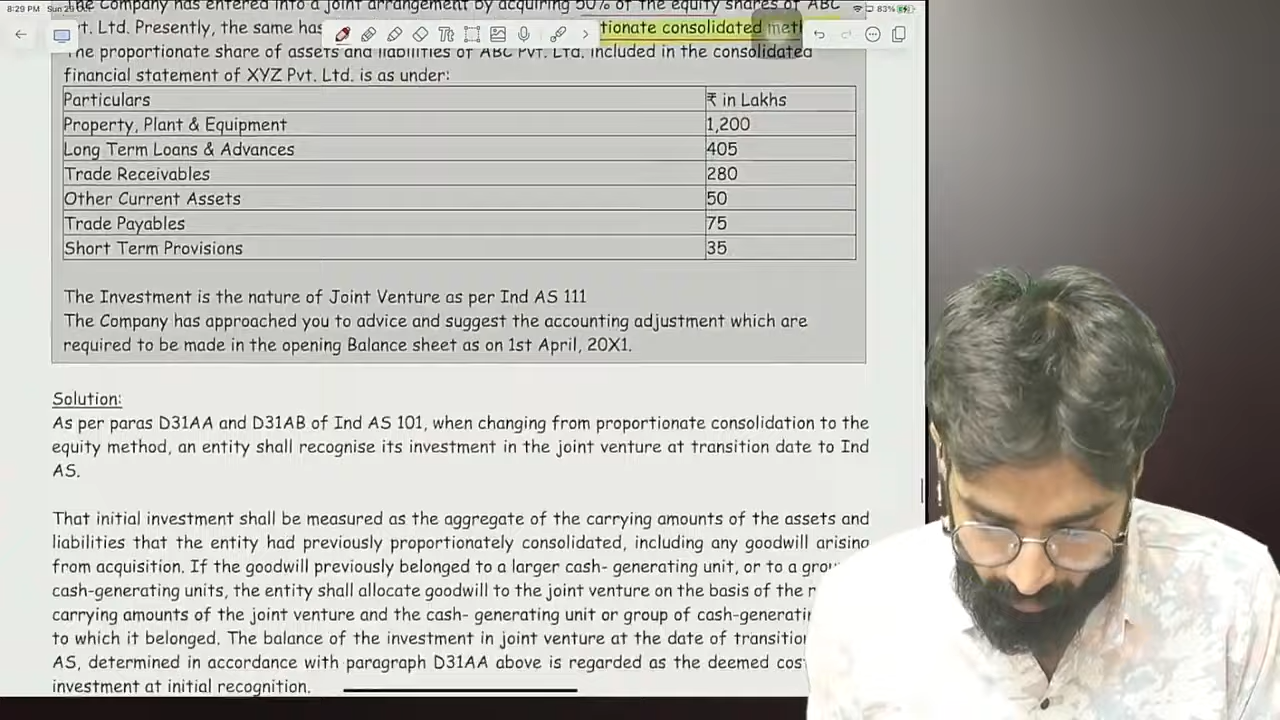 8:29 PM Sun 29 Oct
83%
The Company has entered into a joint arrangement by acquiring 50% of the equity shares of ABC
vt. Ltd. Presently, the same has tionate consolidated meth
The proportionate share of assets and liabilities of ABC Pvt. Ltd. included in the consolidated
financial statement of XYZ Pvt. Ltd. is as under:
Particulars ₹ in Lakhs
Property, Plant & Equipment 1,200
Long Term Loans & Advances 405
Trade Receivables 280
Other Current Assets 50
Trade Payables 75
Short Term Provisions 35
The Investment is the nature of Joint Venture as per Ind AS 111
The Company has approached you to advice and suggest the accounting adjustment which are
required to be made in the opening Balance sheet as on 1st April, 20X1.
Solution:
As per paras D31AA and D31AB of Ind AS 101, when changing from proportionate consolidation to the
equity method, an entity shall recognise its investment in the joint venture at transition date to Ind
AS.
That initial investment shall be measured as the aggregate of the carrying amounts of the assets and
liabilities that the entity had previously proportionately consolidated, including any goodwill arising
from acquisition. If the goodwill previously belonged to a larger cash- generating unit, or to a grou
cash-generating units, the entity shall allocate goodwill to the joint venture on the basis of the r
carrying amounts of the joint venture and the cash- generating unit or group of cash-generatin
to which it belonged. The balance of the investment in joint venture at the date of transition
AS, determined in accordance with paragraph D31AA above is regarded as the deemed cos
investment at initial recognition.